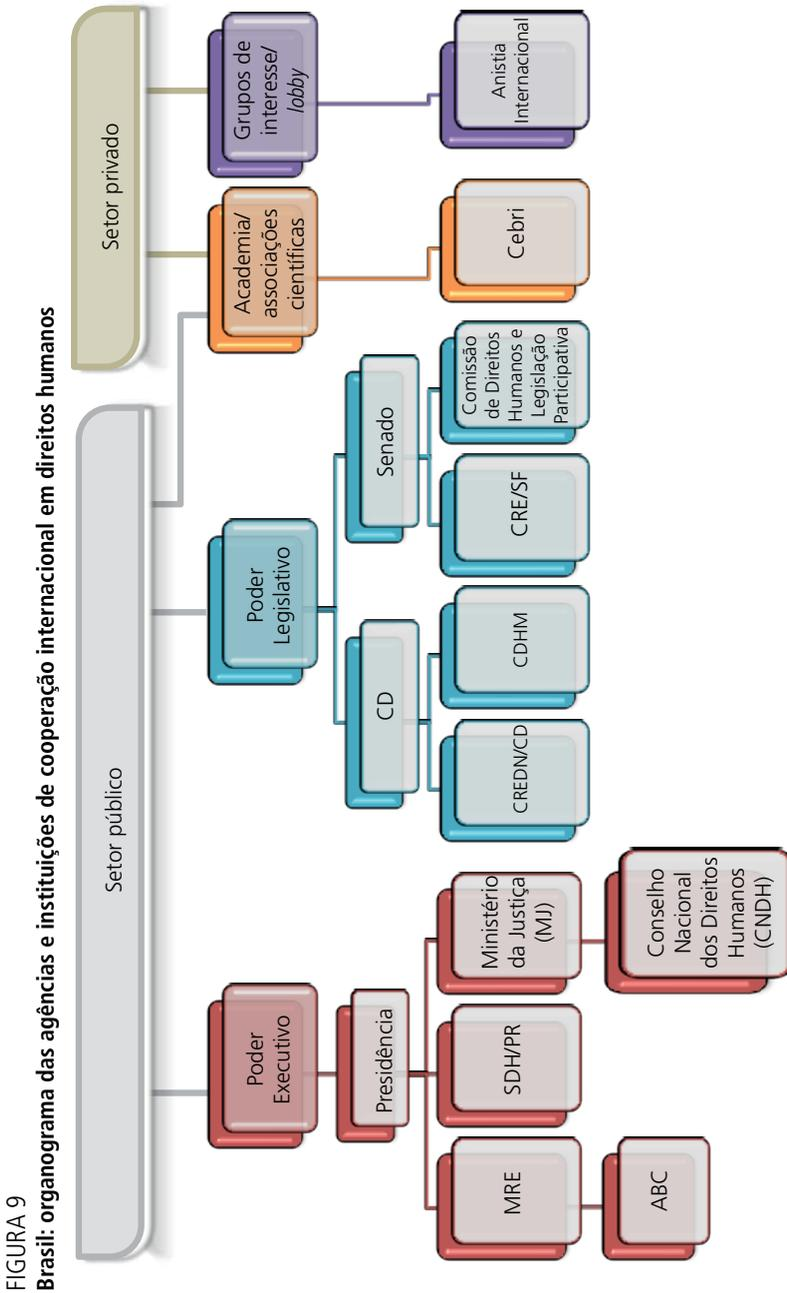 FIGURA 9
Brasil: organograma das agências e instituições de cooperação internacional em direitos humanos
Setor público
Setor privado
Poder
Executivo
Poder
Legislativo
Academia/
associações
científicas
Grupos de
interesse/
lobby
Presidência
CD
Senado
MRE
SDH/PR
Ministério
da Justiça
(MJ)
CREDN/CD
CDHM
CRE/SF
Comissão
de Direitos
Humanos e
Legislação
Participativa
Cebri
Anistia
Internacional
ABC
Conselho
Nacional
dos Direitos
Humanos
(CNDH)